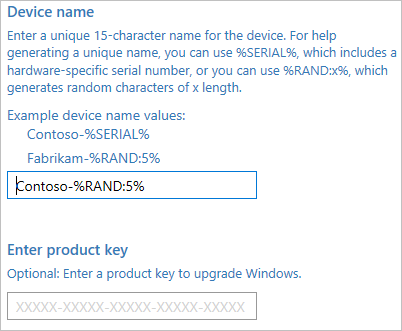 Device name
Enter a unique 15-character name for the device. For help
generating a unique name, you can use %SERIAL%, which includes a
hardware-specific serial number, or you can use %RAND:x%, which
generates random characters of x length.
Example device name values:
Contoso-%SERIAL%
Fabrikam-%RAND:5%
Contoso-%RAND:5%
Enter product key
Optional: Enter a product key to upgrade Windows.
XXXXX-XXXXX-XXXXX-XXXXX-XXXXX